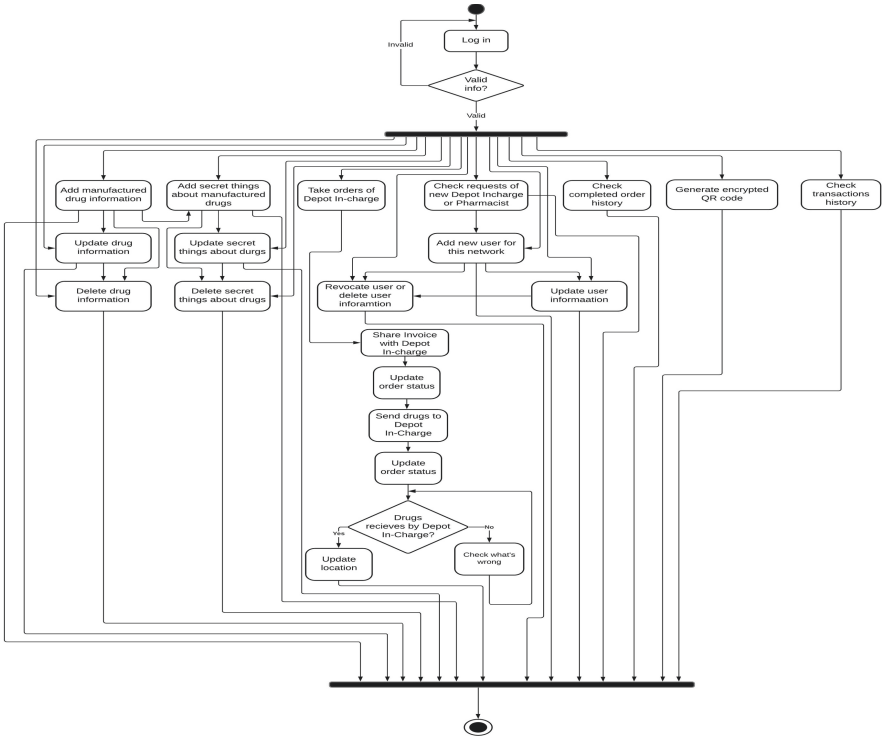 Log in
Invalid
Valid
info?
Valid
Add manufactured
drug information
Add secret things
about manufactured
drugs
Take orders of
Depot In-charge
Check requests of
new Depot Incharge
or Pharmacist
Check
completed order
history
Generate encrypted
QR code
Check
transactions
history
Update drug
information
Update secret
things about durgs
Add new user for
this network
Delete drug
information
Delete secret
things about drugs
Revocate user or
delete user
inforamtion
Update user
informaation
Share Invoice
with Depot
In-charge
Update
order status
Send drugs to
Depot
In-Charge
Update
order status
Drugs
recieves by Depot
In-Charge?
Yes
No
Update
location
Check what's
wrong